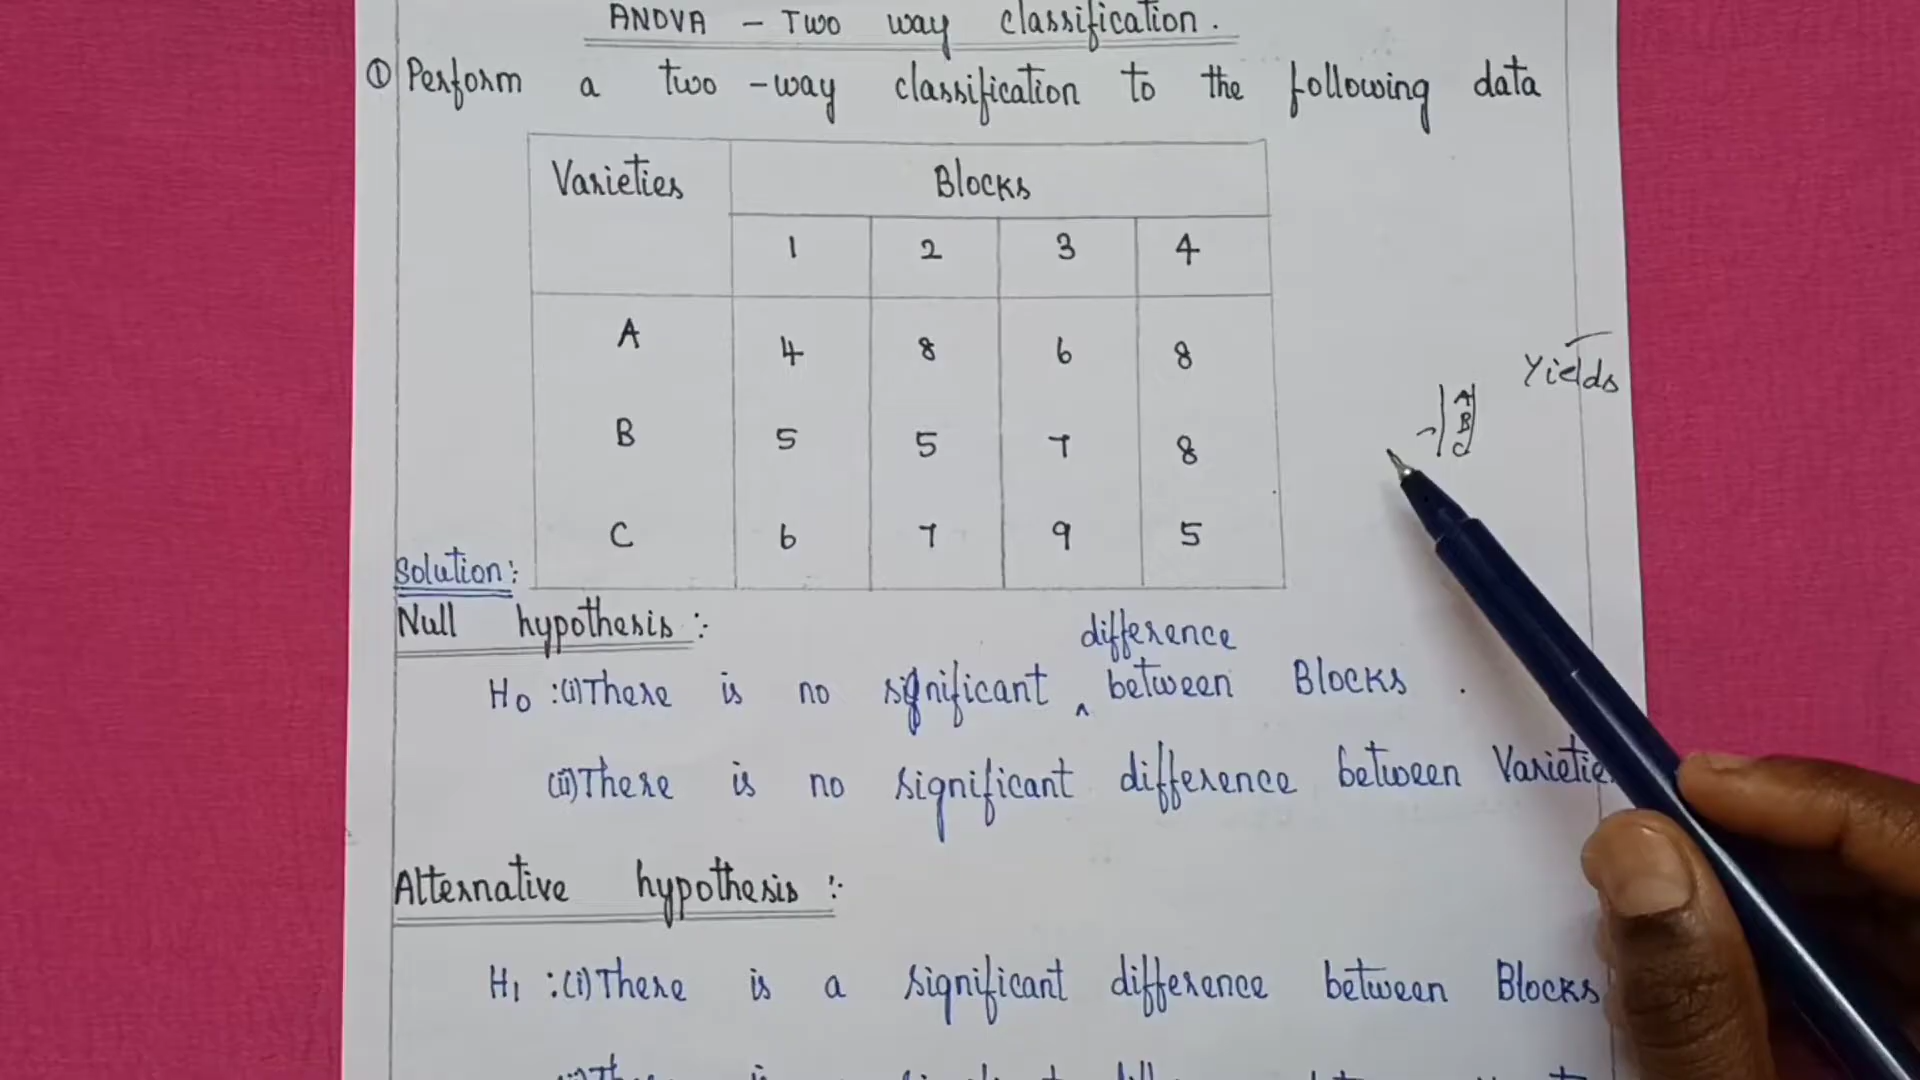 ANOVA - Two way classification.
① Perform a two-way classification to the following data
Varieties Blocks
1 2 3 4
A 4 8 6 8
B 5 5 7 8
C 6 7 9 5
Yields
A
B
C
Solution:
Null hypothesis:
difference
H0 :(i)There is no significant ^ between Blocks.
(ii)There is no significant difference between Varietie
Alternative hypothesis:
H1 :(i)There is a significant difference between Blocks